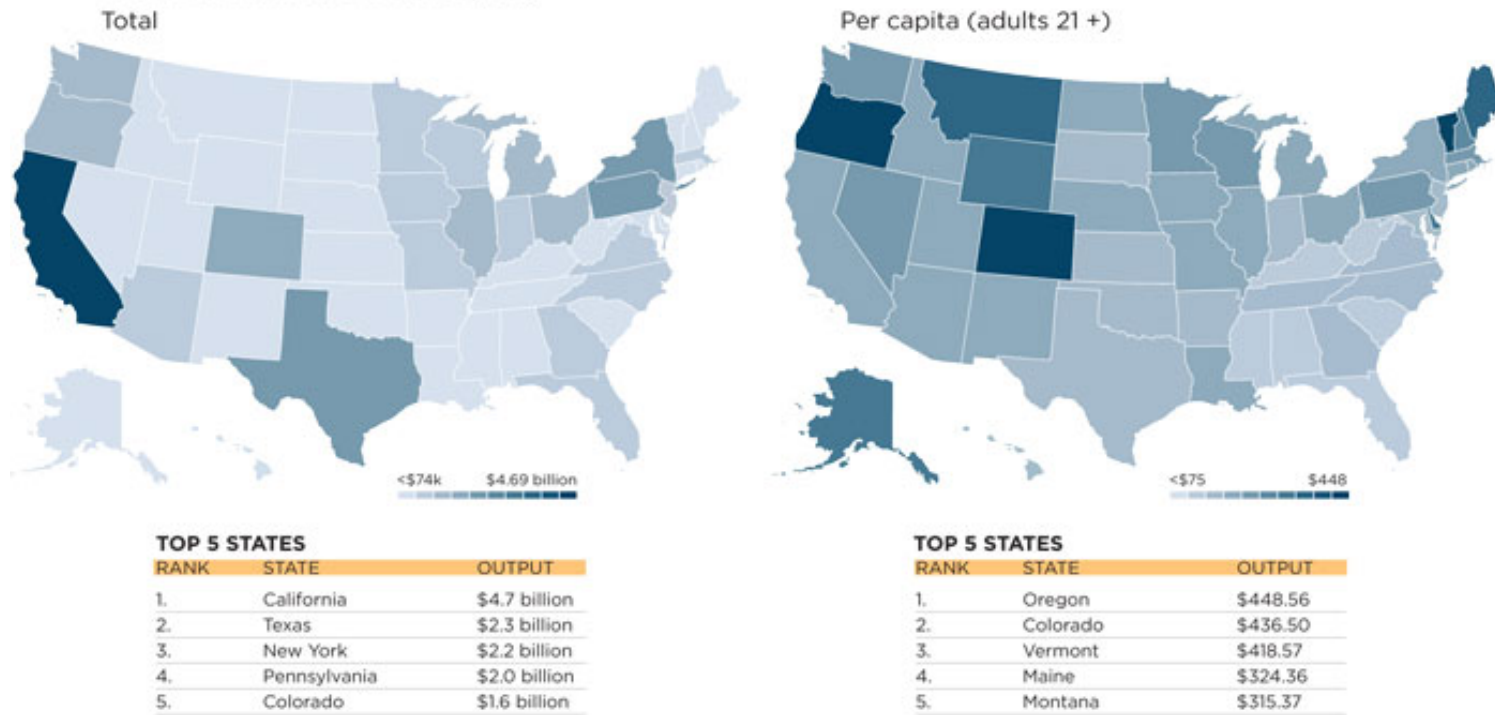 Total
Per capita (adults 21 +)
<$74k $4.69 billion
<$75 $448
TOP 5 STATES
RANK STATE OUTPUT
1. California $4.7 billion
2. Texas $2.3 billion
3. New York $2.2 billion
4. Pennsylvania $2.0 billion
5. Colorado $1.6 billion
TOP 5 STATES
RANK STATE OUTPUT
1. Oregon $448.56
2. Colorado $436.50
3. Vermont $418.57
4. Maine $324.36
5. Montana $315.37